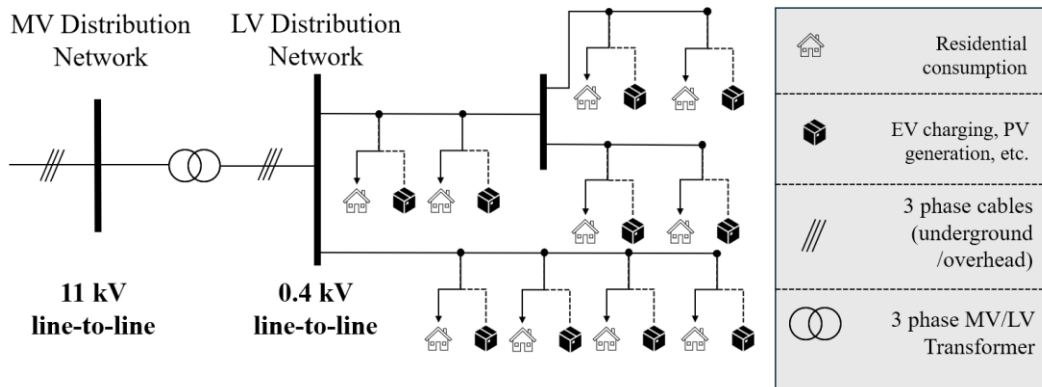 MV Distribution
Network
LV Distribution
Network
11 kV
line-to-line
0.4 kV
line-to-line
Residential
consumption
EV charging, PV
generation, etc.
3 phase cables
(underground
/overhead)
3 phase MV/LV
Transformer